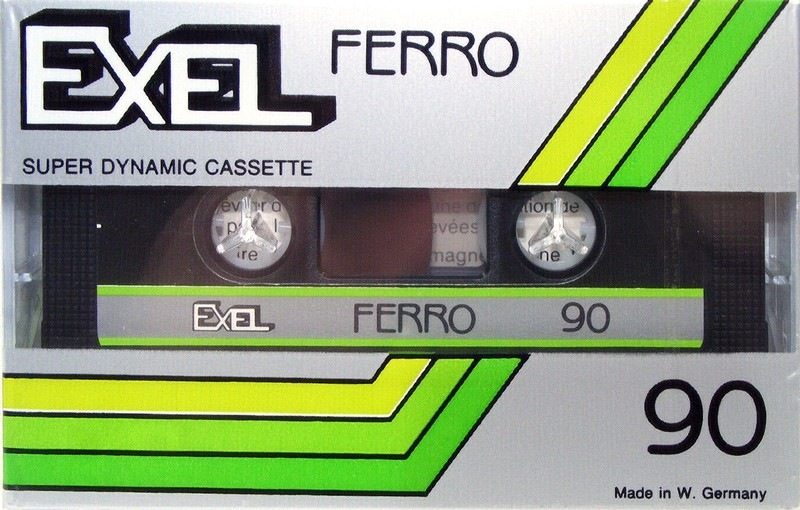 EXEL
FERRO
SUPER DYNAMIC CASSETTE
EXEL FERRO 90
90
Made in W. Germany